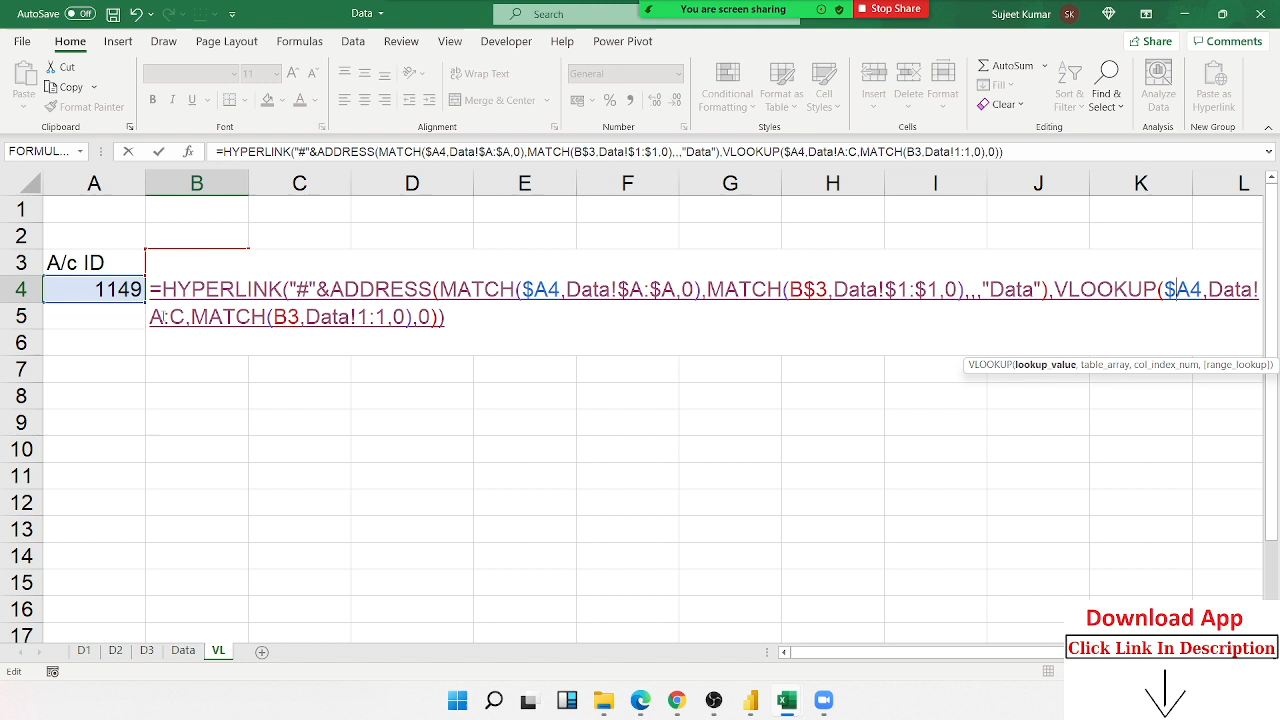 AutoSave Off Data Search You are screen sharing Stop Share Sujeet Kumar SK
File Home Insert Draw Page Layout Formulas Data Review View Developer Help Power Pivot Share Comments
Paste Cut Copy Format Painter
11 Wrap Text Merge & Center General
B I U
Conditional Formatting Format as Table Cell Styles Insert Delete Format
AutoSum Fill Clear Sort & Filter Find & Select Analyze Data Paste as Hyperlink
Clipboard Font Alignment Number Styles Cells Editing Analysis New Group
FORMUL... fx =HYPERLINK("#"&ADDRESS(MATCH($A4,Data!$A:$A,0),MATCH(B$3,Data!$1:$1,0),,,"Data"),VLOOKUP($A4,Data!A:C,MATCH(B3,Data!1:1,0),0))
A B C D E F G H I J K L
1
2
3 A/c ID
4 1149 =HYPERLINK("#"&ADDRESS(MATCH($A4,Data!$A:$A,0),MATCH(B$3,Data!$1:$1,0),,,"Data"),VLOOKUP($A4,Data!
5 A:C,MATCH(B3,Data!1:1,0),0))
6
VLOOKUP(lookup_value, table_array, col_index_num, [range_lookup])
7
8
9
10
11
12
13
14
15
16
17
Download App
Click Link In Description
D1 D2 D3 Data VL
Edit